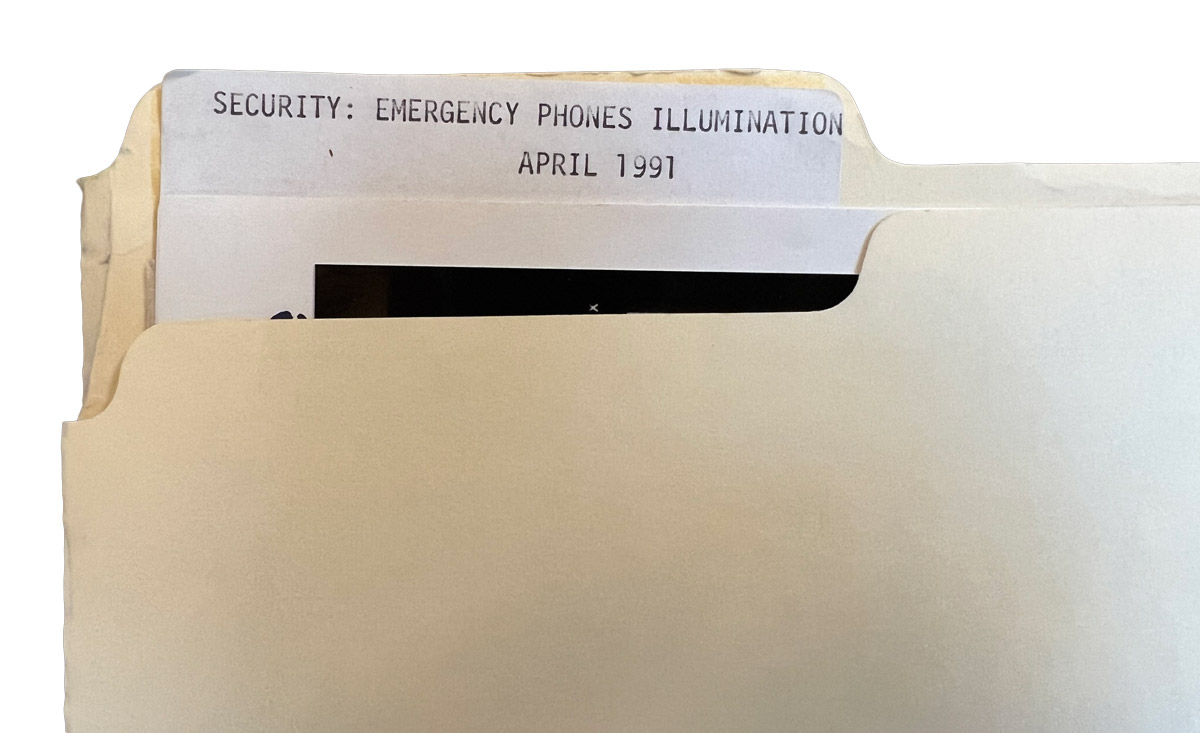 SECURITY: EMERGENCY PHONES ILLUMINATION
APRIL 1991